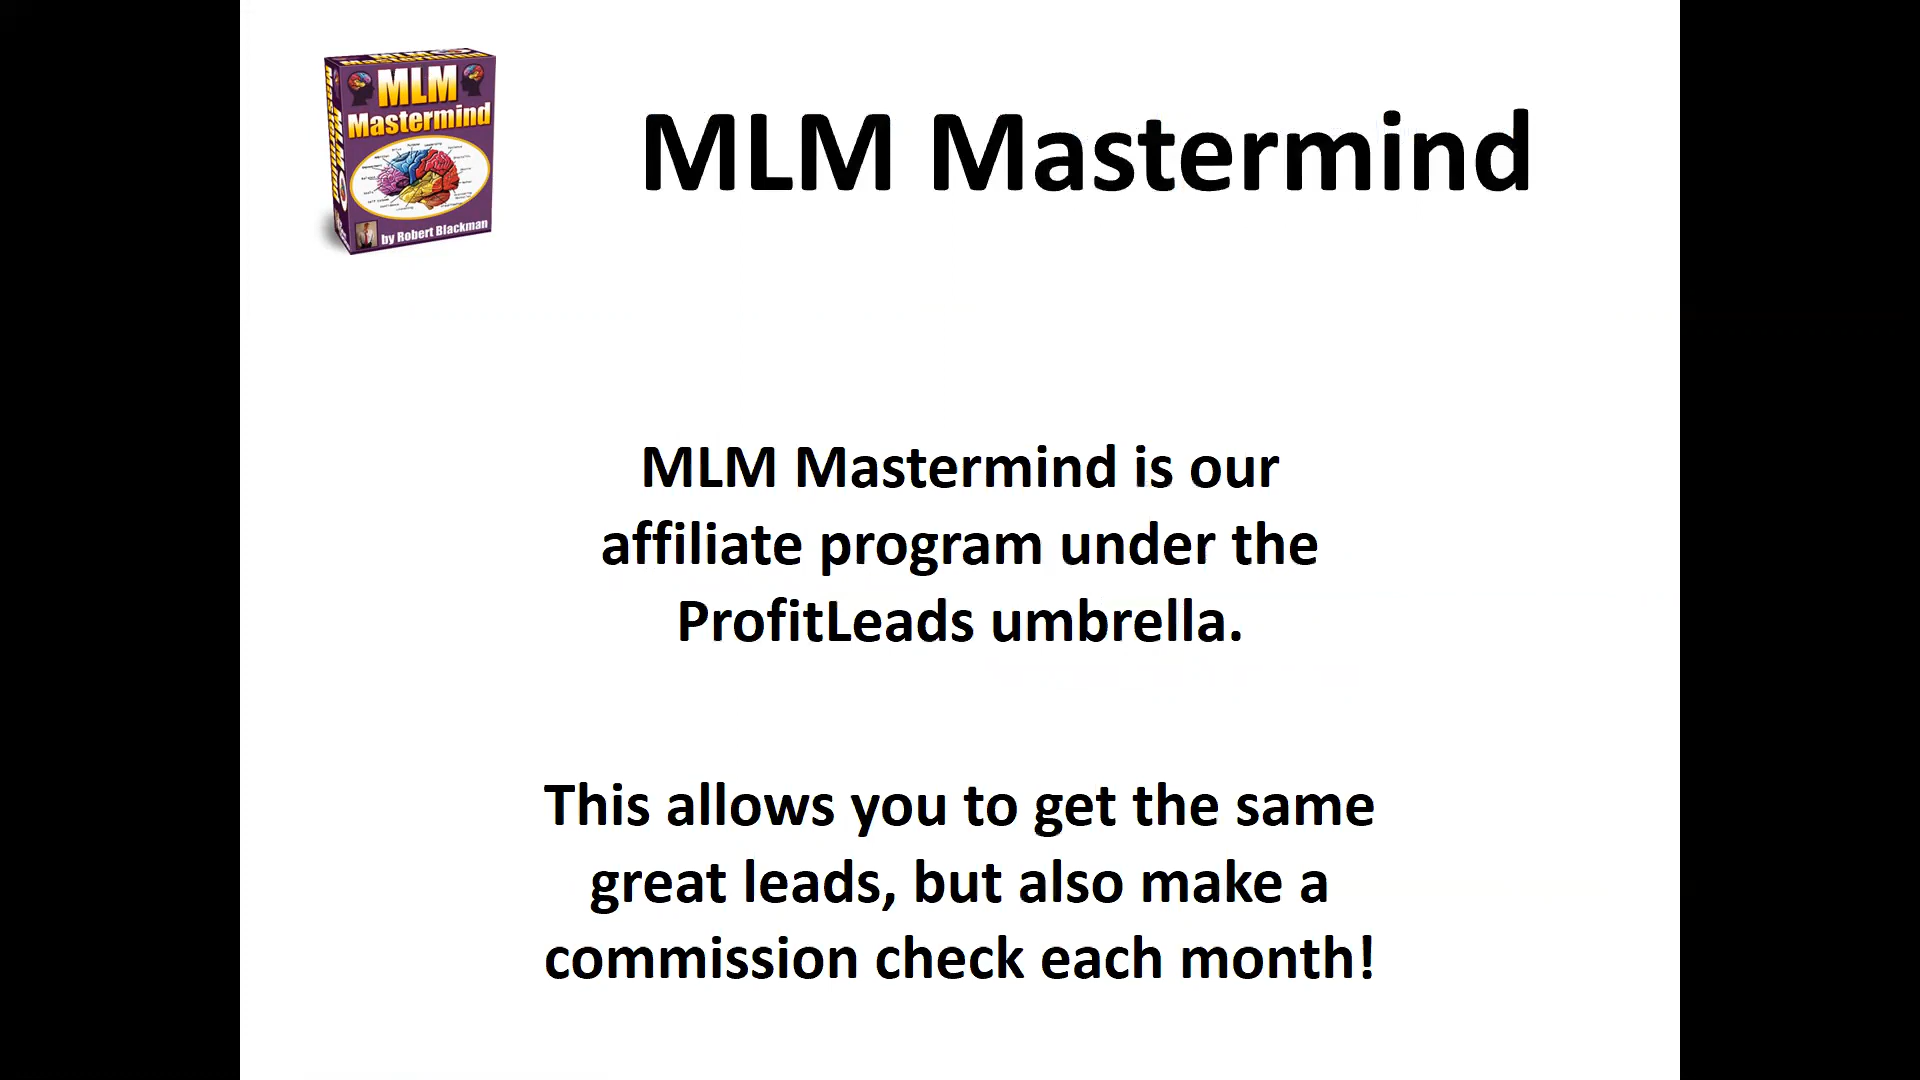 MLM
Mastermind
by Robert Blackman
MLM Mastermind
MLM Mastermind is our
affiliate program under the
ProfitLeads umbrella.
This allows you to get the same
great leads, but also make a
commission check each month!